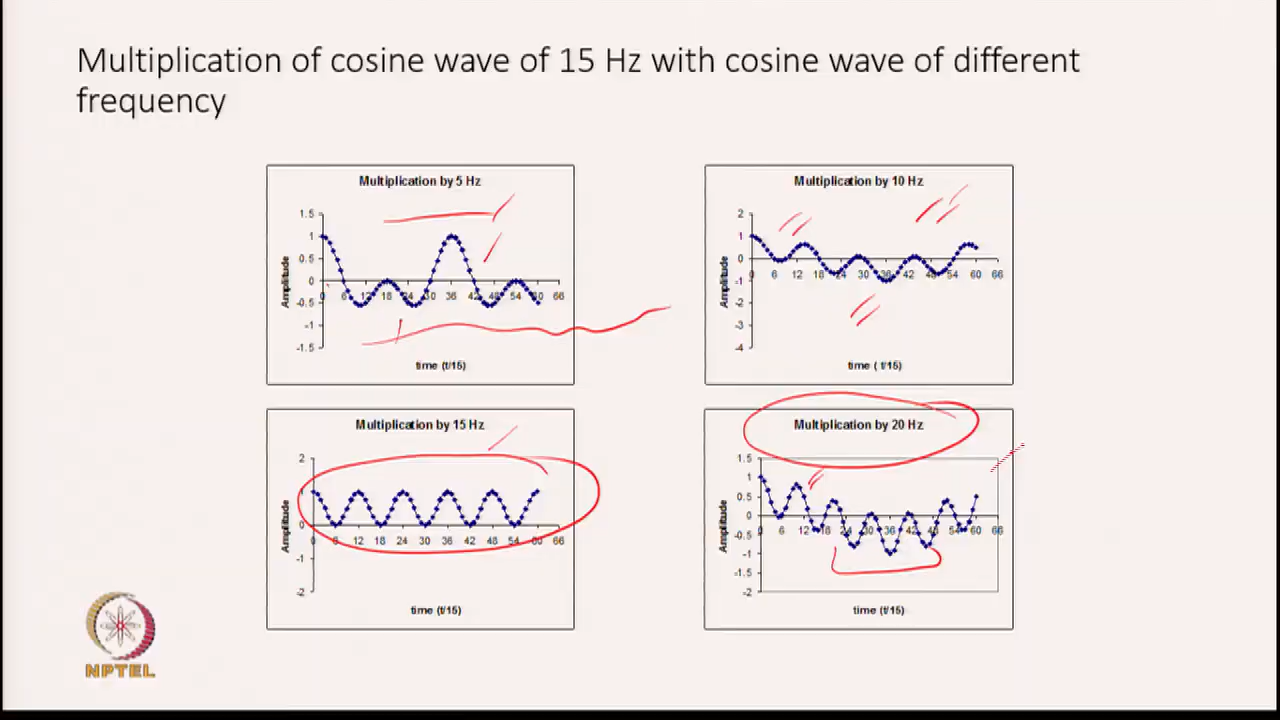 Multiplication of cosine wave of 15 Hz with cosine wave of different
frequency
Multiplication by 5 Hz
1.5
1
0.5
0
-0.5
-1
-1.5
0 6 12 18 24 30 36 42 48 54 60 66
Amplitude
time (t/15)
Multiplication by 10 Hz
2
1
0
-1
-2
-3
-4
0 6 12 18 24 30 36 42 48 54 60 66
Amplitude
time ( t/15)
Multiplication by 15 Hz
2
1
0
-1
-2
0 6 12 18 24 30 36 42 48 54 60 66
Amplitude
time (t/15)
Multiplication by 20 Hz
1.5
1
0.5
0
-0.5
-1
-1.5
-2
0 6 12 18 24 30 36 42 48 54 60 66
Amplitude
time (t/15)
NPTEL